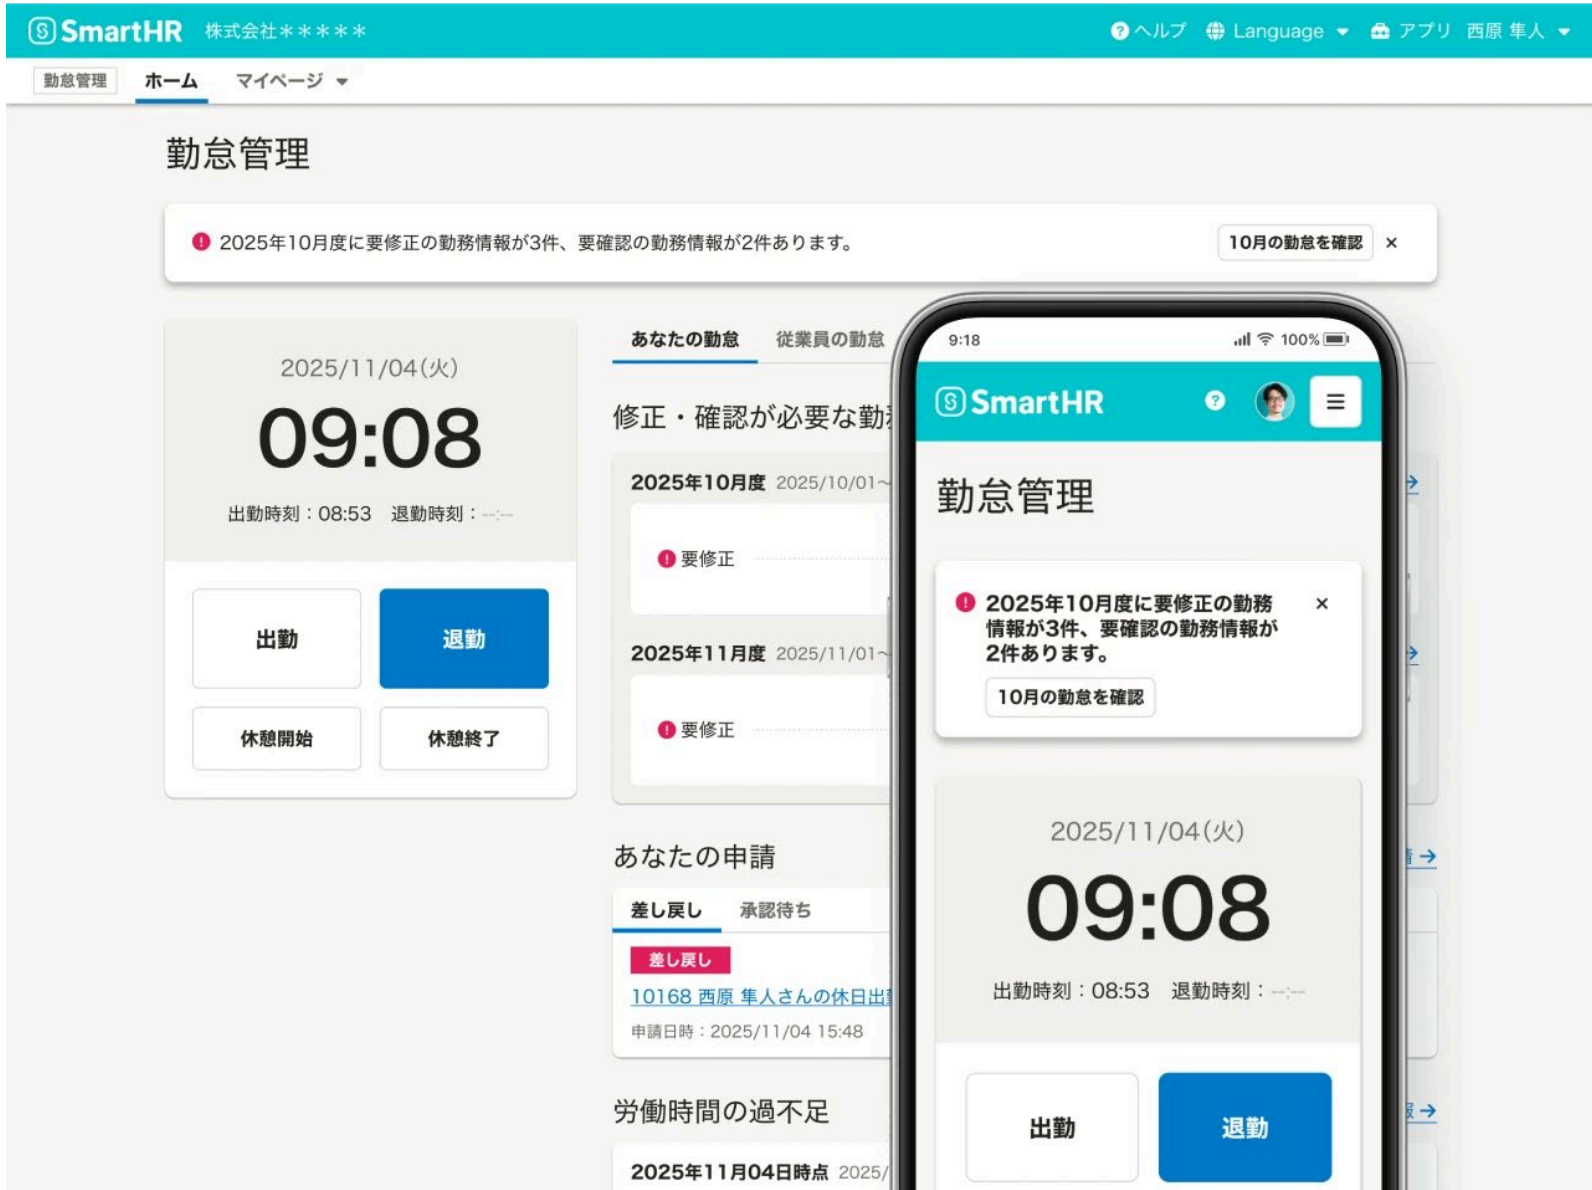 SmartHR 株式会社＊＊＊＊＊ ヘルプ Language アプリ 西原 隼人
勤怠管理 ホーム マイページ
勤怠管理
2025年10月度に要修正の勤務情報が3件、要確認の勤務情報が2件あります。 10月の勤怠を確認
2025/11/04(火)
09:08
出勤時刻：08:53 退勤時刻：--:--
出勤 退勤
休憩開始 休憩終了
あなたの勤怠 従業員の勤怠
修正・確認が必要な勤
2025年10月度 2025/10/01~
要修正
2025年11月度 2025/11/01~
要修正
あなたの申請
差し戻し 承認待ち
差し戻し
10168 西原 隼人さんの休日出
申請日時：2025/11/04 15:48
労働時間の過不足
2025年11月04日時点 2025/
9:18 100%
SmartHR
勤怠管理
2025年10月度に要修正の勤務
情報が3件、要確認の勤務情報が
2件あります。
10月の勤怠を確認
2025/11/04(火)
09:08
出勤時刻：08:53 退勤時刻：--:--
出勤 退勤